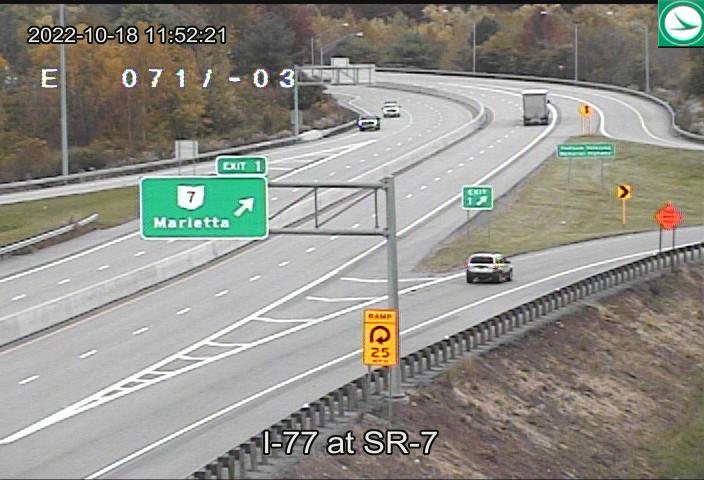 2022-10-18 11:52:21
E 0717-03
EXIT 1
7
Marietta
EXIT
1
RAMP
25
MPH
I-77 at SR-7